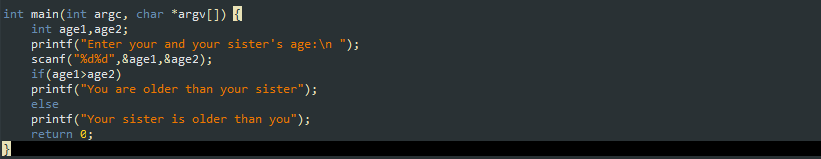 int main(int argc, char *argv[]) {
int age1,age2;
printf("Enter your and your sister's age:\n ");
scanf("%d%d",&age1,&age2);
if(age1>age2)
printf("You are older than your sister");
else
printf("Your sister is older than you");
return 0;
}